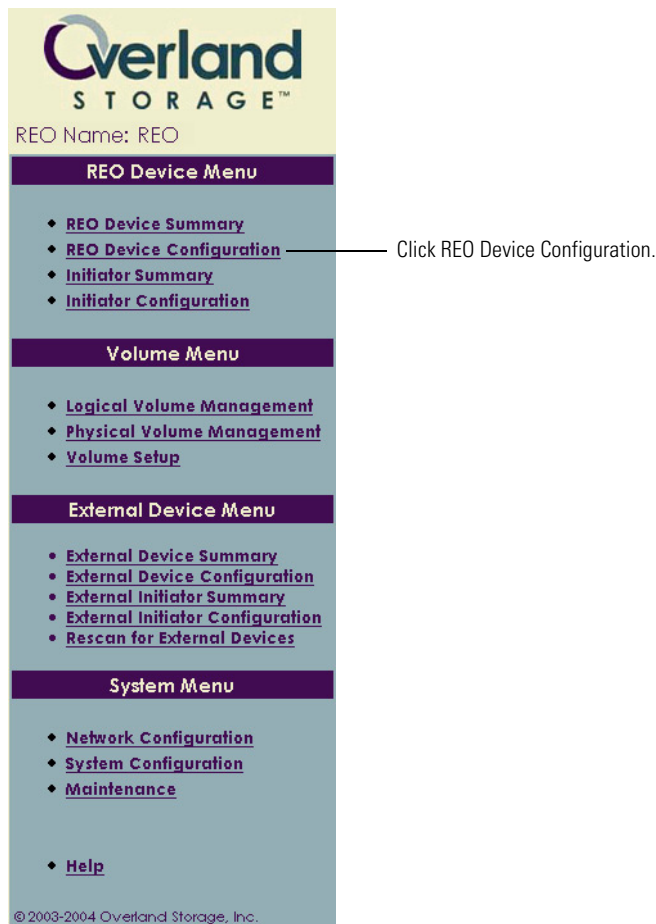 Overland
STORAGE™
REO Name: REO
REO Device Menu
REO Device Summary
REO Device Configuration
Click REO Device Configuration.
Initiator Summary
Initiator Configuration
Volume Menu
Logical Volume Management
Physical Volume Management
Volume Setup
External Device Menu
External Device Summary
External Device Configuration
External Initiator Summary
External Initiator Configuration
Rescan for External Devices
System Menu
Network Configuration
System Configuration
Maintenance
Help
© 2003-2004 Overland Storage, Inc.